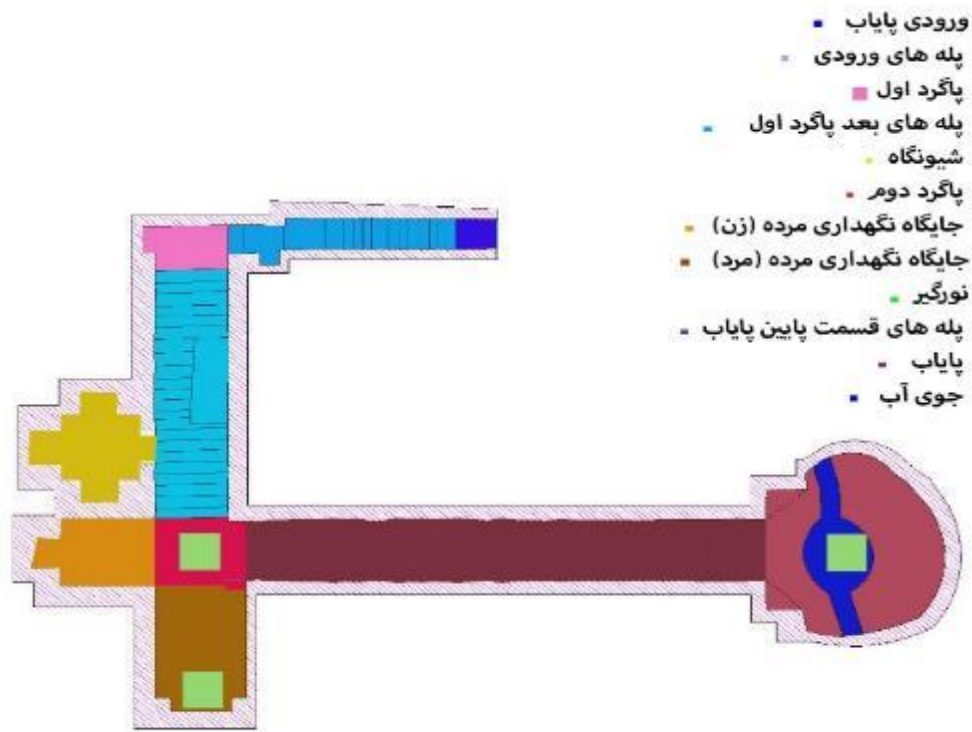 ورودی پایاب
پله های ورودی
پاگرد اول
پله های بعد پاگرد اول
شیونگاه
پاگرد دوم
جایگاه نگهداری مرده (زن)
جایگاه نگهداری مرده (مرد)
نورگیر
پله های قسمت پایین پایاب
پایاب
جوی آب